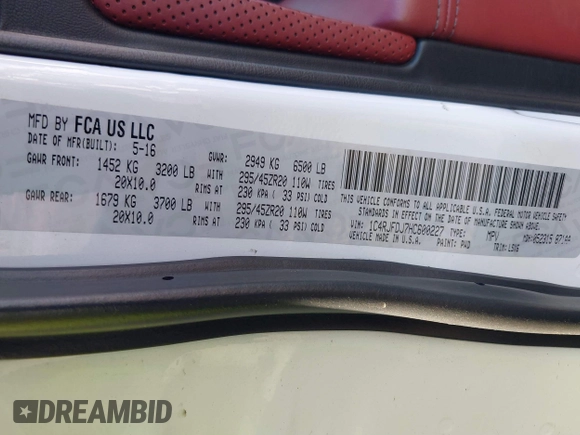 MFD BY FCA US LLC
DATE OF MFR(BUILT): 5-16 GVWR: 2949 KG 6500 LB
GAWR FRONT: 1452 KG 3200 LB WITH 295/45ZR20 110W TIRES
20X10.0 RIMS AT 230 KPA ( 33 PSI) COLD
GAWR REAR: 1679 KG 3700 LB WITH 295/45ZR20 110W TIRES
20X10.0 RIMS AT 230 KPA ( 33 PSI) COLD
THIS VEHICLE CONFORMS TO ALL APPLICABLE U.S.A. FEDERAL MOTOR VEHICLE SAFETY
STANDARDS IN EFFECT ON THE DATE OF MANUFACTURE SHOWN ABOVE.
VIN: 1C4RJFDJ7HC600227 TYPE: MPV
VEHICLE MADE IN U.S.A. PAINT: PW3 TRIM:
DREAMBID